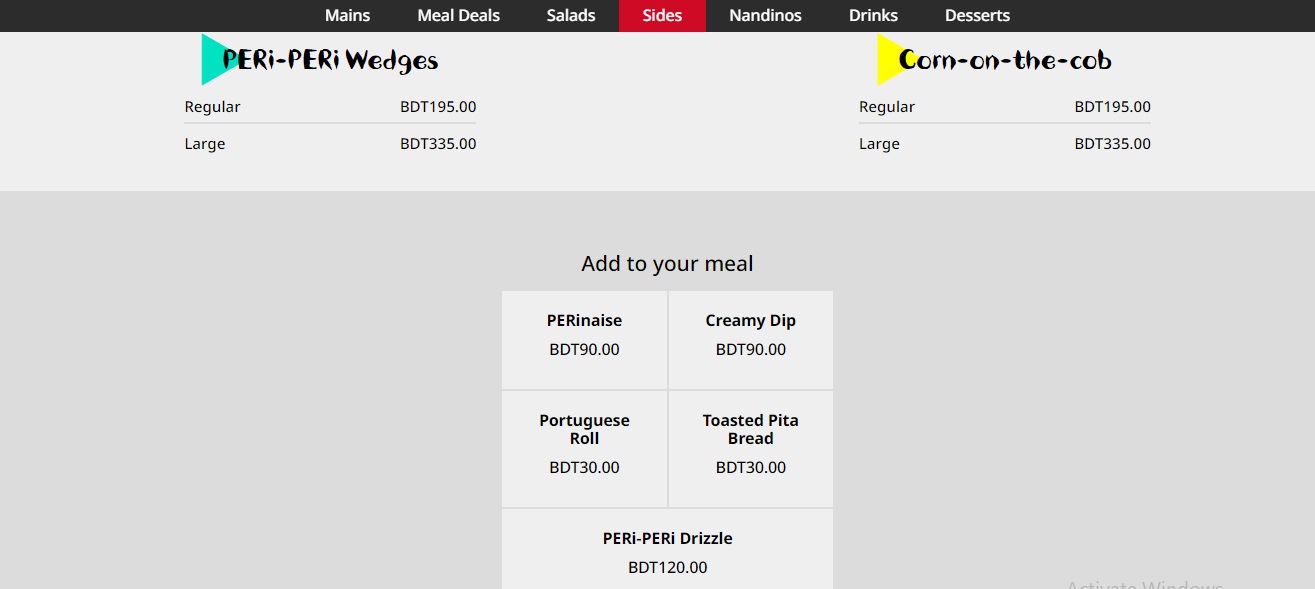 Mains Meal Deals Salads Sides Nandinos Drinks Desserts
PERi-PERi Wedges
Regular BDT195.00
Large BDT335.00
Corn-on-the-cob
Regular BDT195.00
Large BDT335.00
Add to your meal
PERinaise
BDT90.00
Creamy Dip
BDT90.00
Portuguese
Roll
BDT30.00
Toasted Pita
Bread
BDT30.00
PERi-PERi Drizzle
BDT120.00
Activate Windows